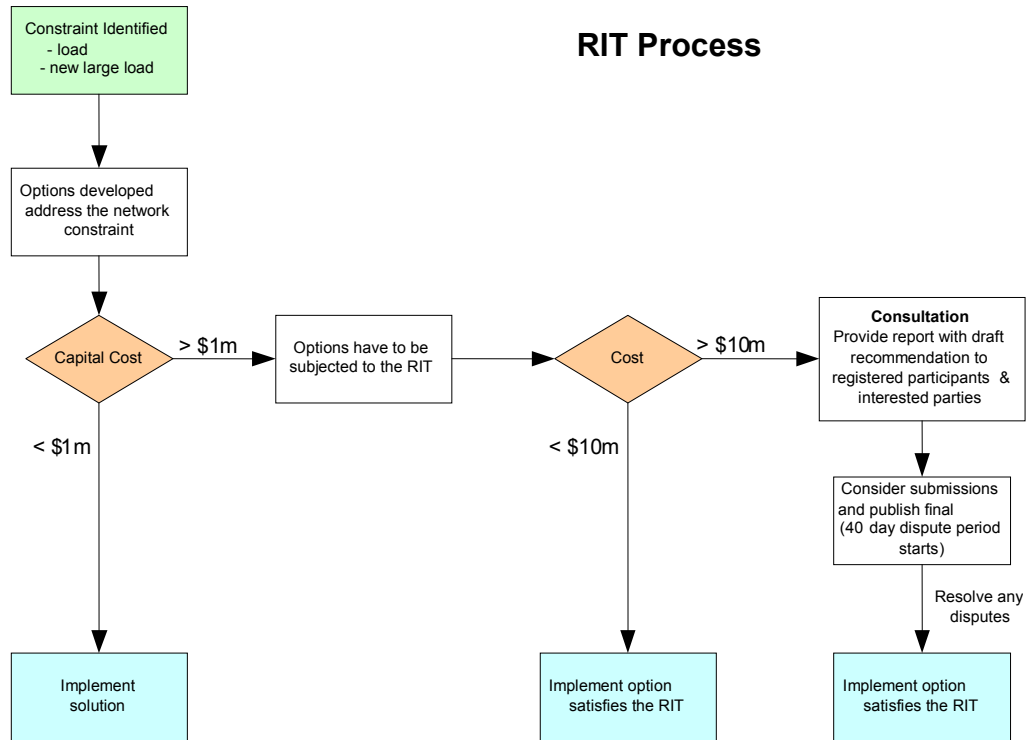 RIT Process
Constraint Identified
- load
- new large load
Options developed
address the network
constraint
Capital Cost
> $1m
< $1m
Options have to be
subjected to the RIT
Cost
> $10m
< $10m
Consultation
Provide report with draft
recommendation to
registered participants &
interested parties
Consider submissions
and publish final
(40 day dispute period
starts)
Resolve any
disputes
Implement
solution
Implement option
satisfies the RIT
Implement option
satisfies the RIT